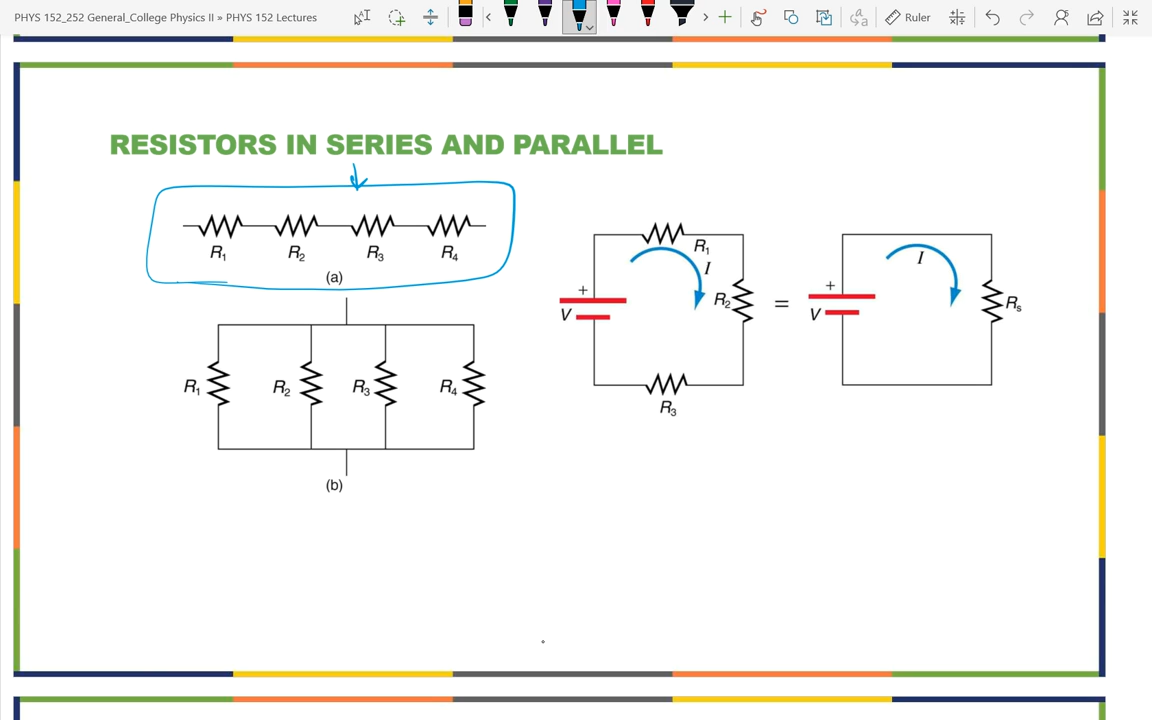 PHYS 152_252 General_College Physics II » PHYS 152 Lectures
Ruler
RESISTORS IN SERIES AND PARALLEL
R1 R2 R3 R4
(a)
R1 R2 R3 R4
(b)
+
V
R1
I
R2
R3
=
+
V
I
Rs